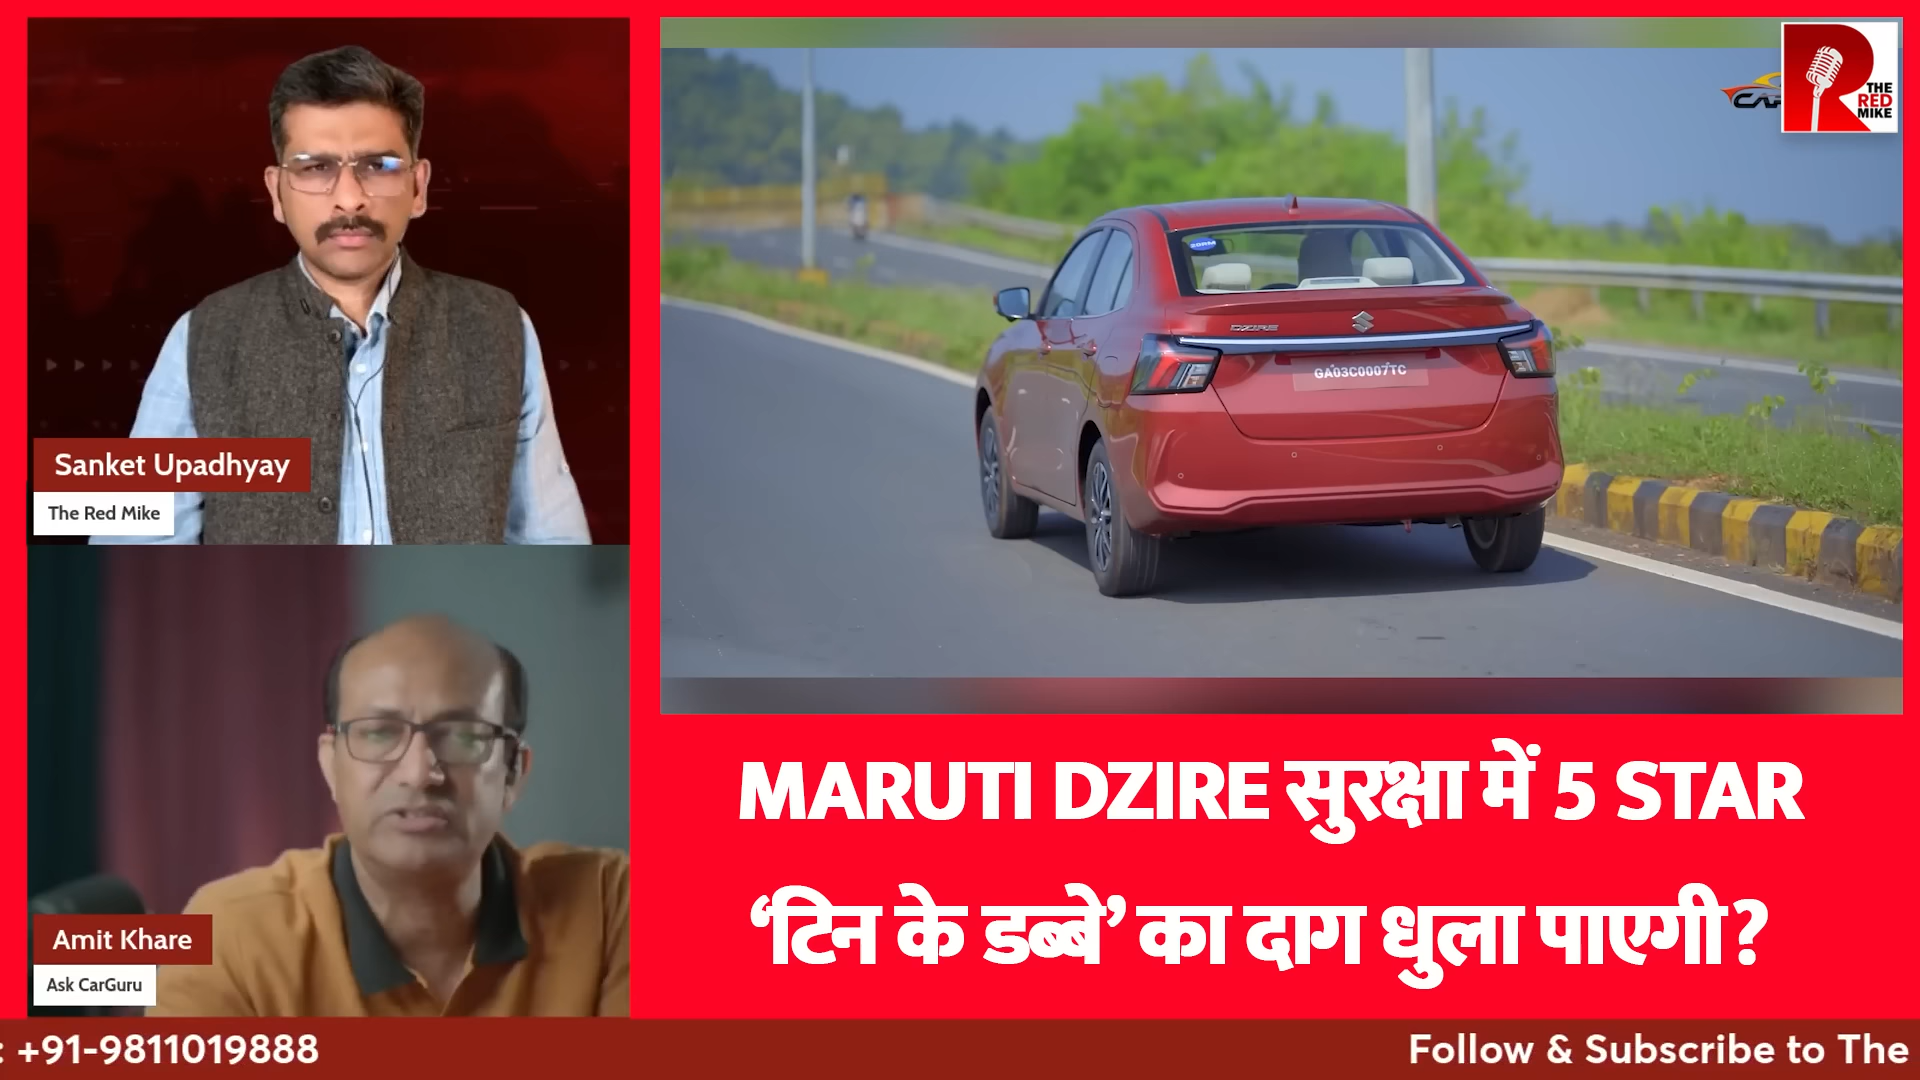 Sanket Upadhyay
The Red Mike
Amit Khare
Ask CarGuru
THE
RED
MIKE
DZIRE
GA03C0007TC
MARUTI DZIRE सुरक्षा में 5 STAR
‘टिन के डब्बे’ का दाग धुला पाएगी?
: +91-9811019888
Follow & Subscribe to The